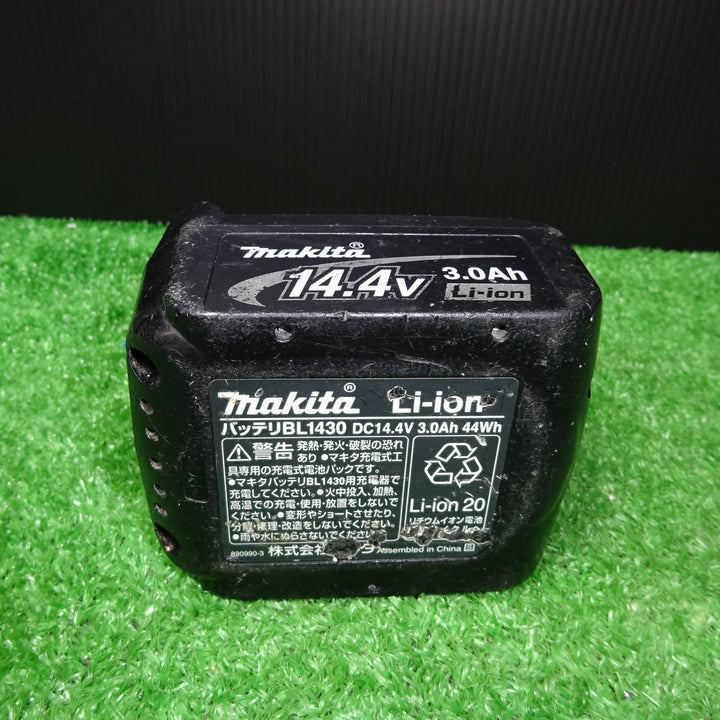 makita®
14.4V 3.0Ah
Li-ion
makita® Li-ion
バッテリBL1430 DC14.4V 3.0Ah 44Wh
警告 発熱・発火・破裂の恐れ
あり ●マキタ充電式工
具専用の充電式電池パックです。
●マキタバッテリBL1430用充電器で
充電してください。●火中投入、加熱、
高温での充電・使用・放置をしないで
ください。●変形やショートさせたり、
分解・修理・改造をしないでください。
●雨や水にぬらさないでください。
Li-ion 20
リチウムイオン電池
890990-3 株式会社 Assembled in China